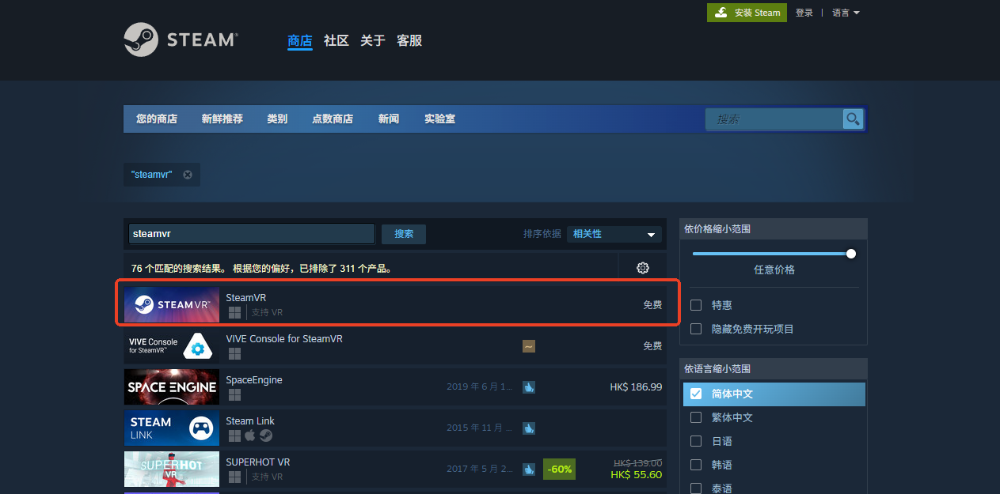 安装 Steam 登录 | 语言
STEAM®
商店 社区 关于 客服
您的商店 新鲜推荐 类别 点数商店 新闻 实验室 搜索
"steamvr"
steamvr 搜索 排序依据 相关性
76 个匹配的搜索结果。 根据您的偏好，已排除了 311 个产品。
STEAMVR™
SteamVR
支持 VR
免费
VIVE Console
for SteamVR™
VIVE Console for SteamVR
免费
SPACE ENGINE
SpaceEngine
2019 年 6 月 1...
HK$ 186.99
STEAM
LINK
Steam Link
2015 年 11 月 ...
SUPERHOT
VR
SUPERHOT VR
支持 VR
2017 年 5 月 2...
-60%
HK$ 139.00
HK$ 55.60
依价格缩小范围
任意价格
特惠
隐藏免费开玩项目
依语言缩小范围
简体中文
繁体中文
日语
韩语
泰语